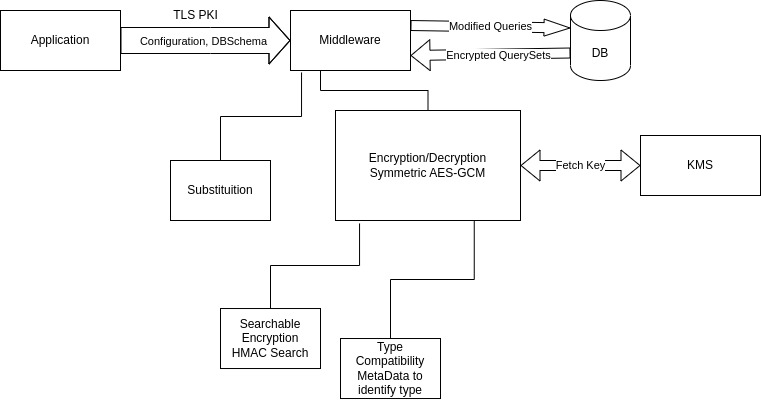 TLS PKI
Application
Configuration, DBSchema
Middleware
Modified Queries
Encrypted QuerySets
DB
Substituition
Encryption/Decryption
Symmetric AES-GCM
Fetch Key
KMS
Searchable
Encryption
HMAC Search
Type
Compatibility
MetaData to
identify type